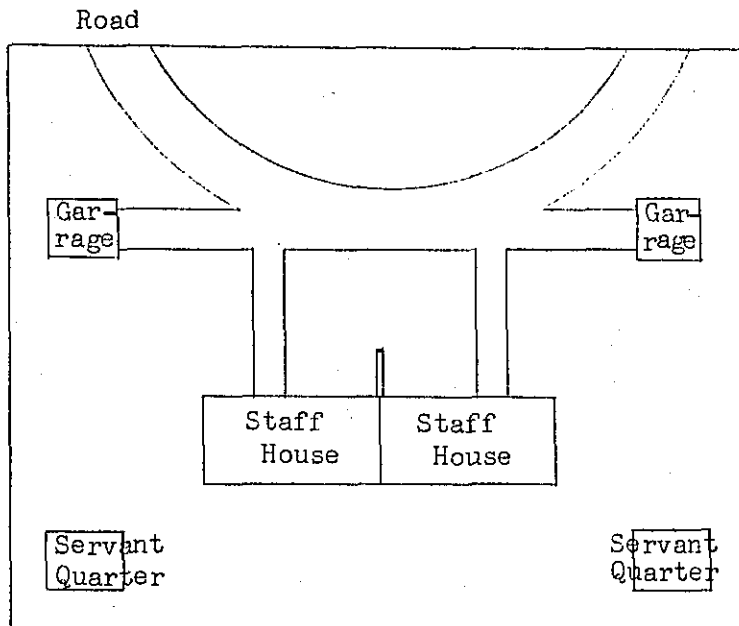 Road
Gar-
rage
Gar-
rage
Staff
House
Staff
House
Servant
Quarter
Servant
Quarter